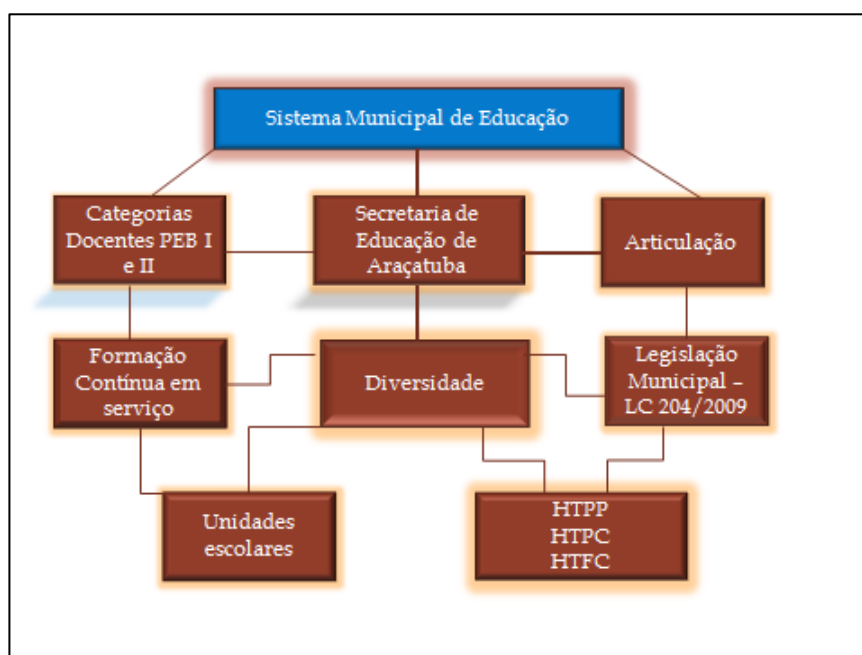 Sistema Municipal de Educação
Categorias
Docentes PEB I
e II
Secretaria de
Educação de
Araçatuba
Articulação
Formação
Contínua em
serviço
Diversidade
Legislação
Municipal –
LC 204/2009
Unidades
escolares
HTPP
HTPC
HTFC